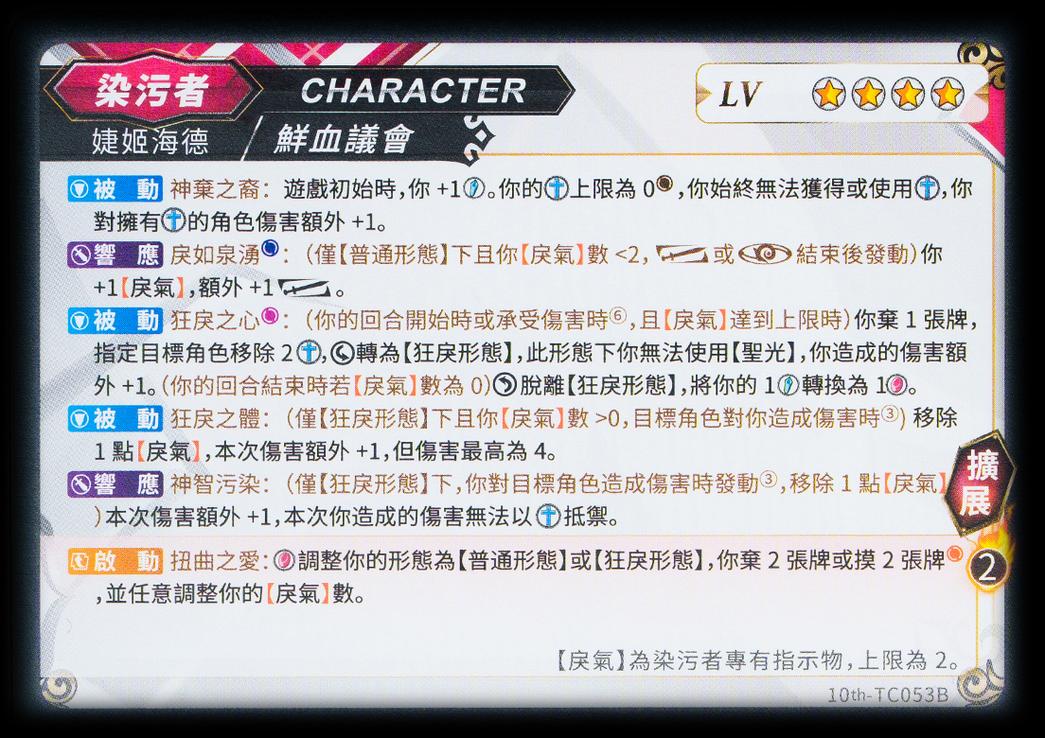 染污者 CHARACTER LV
婕姬海德 / 鮮血議會
被 動 神棄之裔: 遊戲初始時,你 +1。你的上限為 0,你始終無法獲得或使用,你
對擁有的角色傷害額外 +1。
響 應 戾如泉湧: (僅【普通形態】下且你【戾氣】數 <2, 或 結束後發動)你
+1【戾氣】,額外 +1 。
被 動 狂戾之心: (你的回合開始時或承受傷害時⑥,且【戾氣】達到上限時)你棄 1 張牌,
指定目標角色移除 2,轉為【狂戾形態】,此形態下你無法使用【聖光】,你造成的傷害額
外 +1。(你的回合結束時若【戾氣】數為 0)脫離【狂戾形態】,將你的 1轉換為 1。
被 動 狂戾之體: (僅【狂戾形態】下且你【戾氣】數 >0,目標角色對你造成傷害時③) 移除
1 點【戾氣】,本次傷害額外 +1,但傷害最高為 4。
響 應 神智污染: (僅【狂戾形態】下,你對目標角色造成傷害時發動③,移除 1 點【戾氣】
)本次傷害額外 +1,本次你造成的傷害無法以抵禦。
擴展
啟 動 扭曲之愛: 調整你的形態為【普通形態】或【狂戾形態】,你棄 2 張牌或摸 2 張牌
,並任意調整你的【戾氣】數。
2
【戾氣】為染污者專有指示物,上限為 2。
10th-TC053B